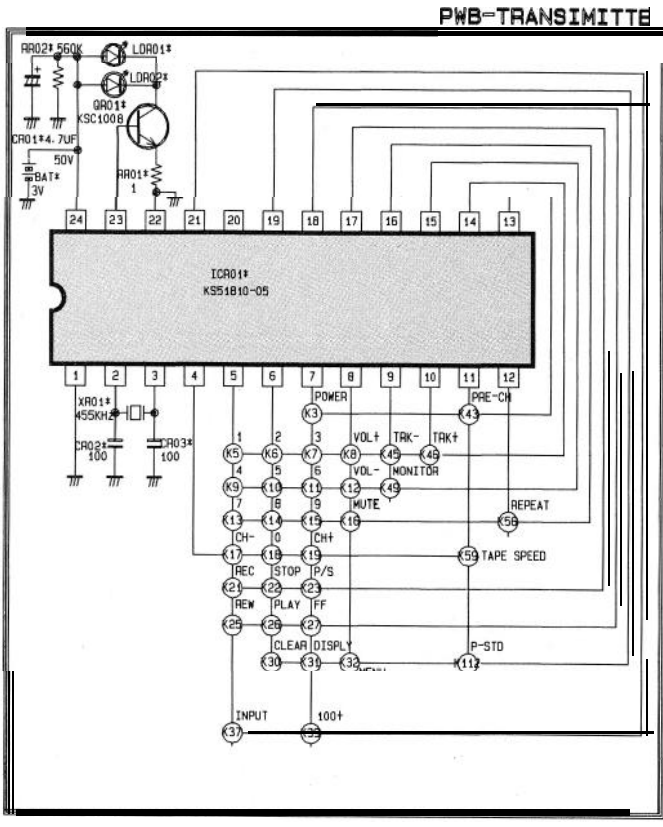 PWB-TRANSIMITTE
RR02* 560K
LDR01*
LDR02*
QR01*
KSC1008
CR01*4.7UF
50V
BAT*
3V
RR01*
1
24 23 22 21 20 19 18 17 16 15 14 13
ICR01*
KS51810-05
1 2 3 4 5 6 7 8 9 10 11 12
XR01*
455KHZ
POWER PRE-CH
K3 K43
CR02*
100
CR03*
100
1 2 3 VOL+ TRK- TRK+
K5 K6 K7 K8 K45 K46
4 5 6 VOL- MONITOR
K9 K10 K11 K12 K49
7 8 9 MUTE REPEAT
K13 K14 K15 K16 K56
CH- 0 CH+
K17 K18 K19 K59 TAPE SPEED
REC STOP P/S
K21 K22 K23
REW PLAY FF
K25 K26 K27
CLEAR DISPLY P-STD
K30 K31 K32 K112
INPUT 100+
K37